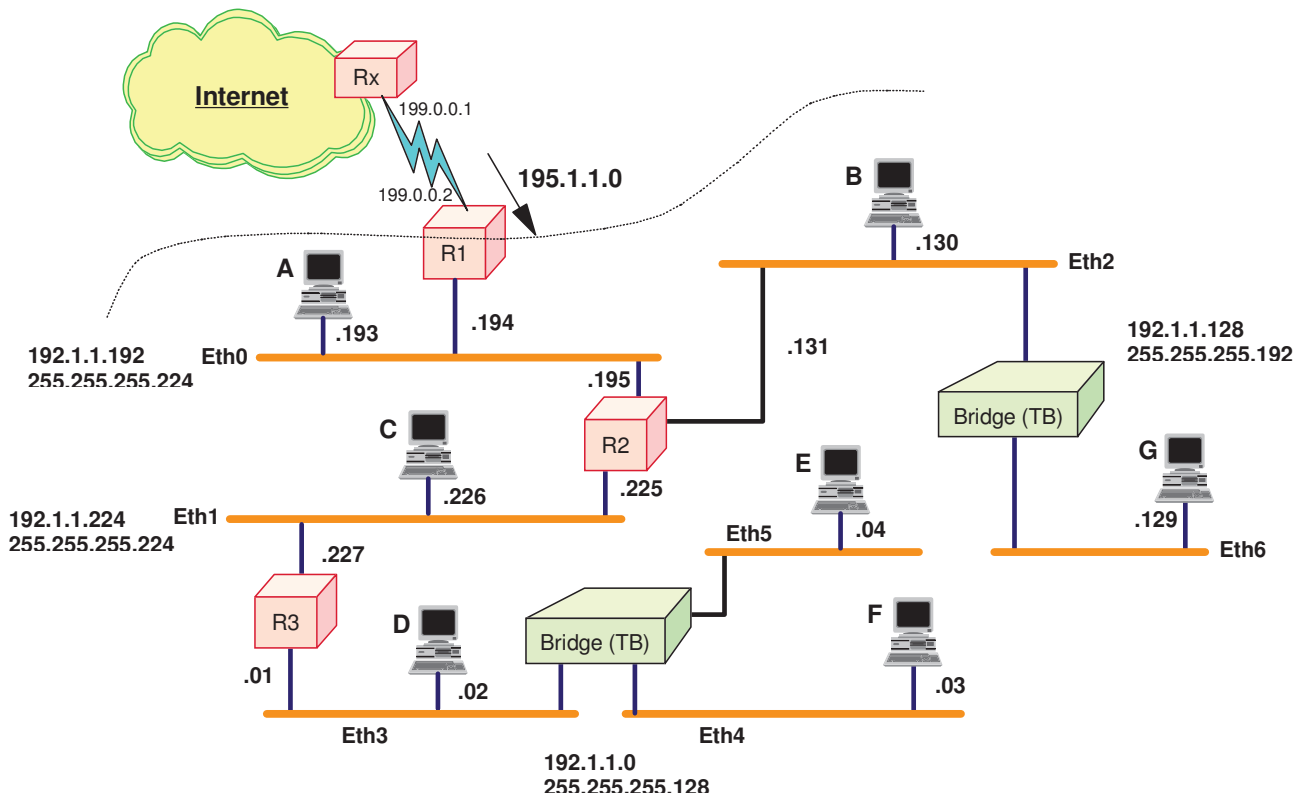 Rx
Internet
199.0.0.1
199.0.0.2
195.1.1.0
R1
A
.193
.194
B
.130
Eth2
192.1.1.192
255.255.255.224
Eth0
.195
.131
192.1.1.128
255.255.255.192
Bridge (TB)
C
.226
R2
.225
E
.04
G
.129
192.1.1.224
255.255.255.224
Eth1
.227
Eth5
Eth6
R3
D
Bridge (TB)
F
.01
.02
.03
Eth3
Eth4
192.1.1.0
255.255.255.128